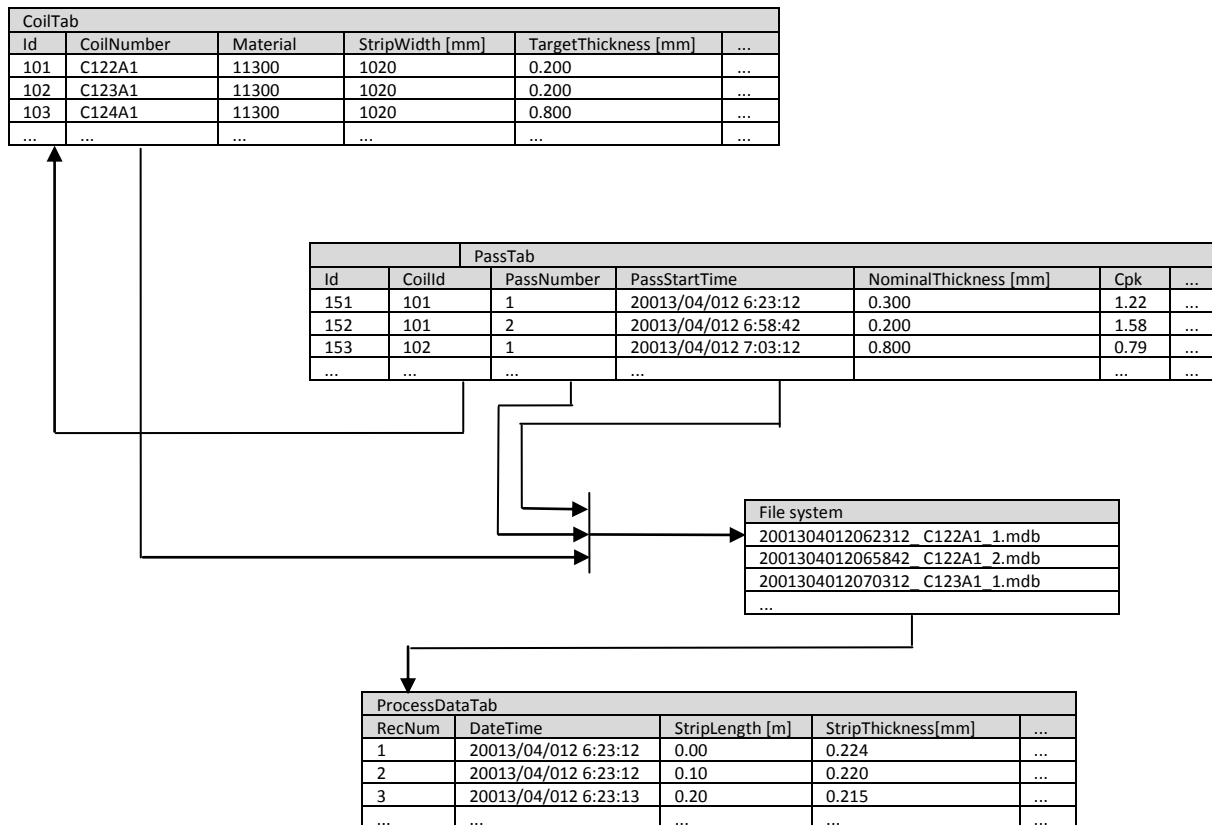 CoilTab
Id CoilNumber Material StripWidth [mm] TargetThickness [mm] ...
101 C122A1 11300 1020 0.200 ...
102 C123A1 11300 1020 0.200 ...
103 C124A1 11300 1020 0.800 ...
... ... ... ... ... ...
PassTab
Id CoilId PassNumber PassStartTime NominalThickness [mm] Cpk ...
151 101 1 20013/04/012 6:23:12 0.300 1.22 ...
152 101 2 20013/04/012 6:58:42 0.200 1.58 ...
153 102 1 20013/04/012 7:03:12 0.800 0.79 ...
... ... ... ... ... ...
File system
2001304012062312_ C122A1_1.mdb
2001304012065842_ C122A1_2.mdb
2001304012070312_ C123A1_1.mdb
...
ProcessDataTab
RecNum DateTime StripLength [m] StripThickness[mm] ...
1 20013/04/012 6:23:12 0.00 0.224 ...
2 20013/04/012 6:23:12 0.10 0.220 ...
3 20013/04/012 6:23:13 0.20 0.215 ...
... ... ... ... ...